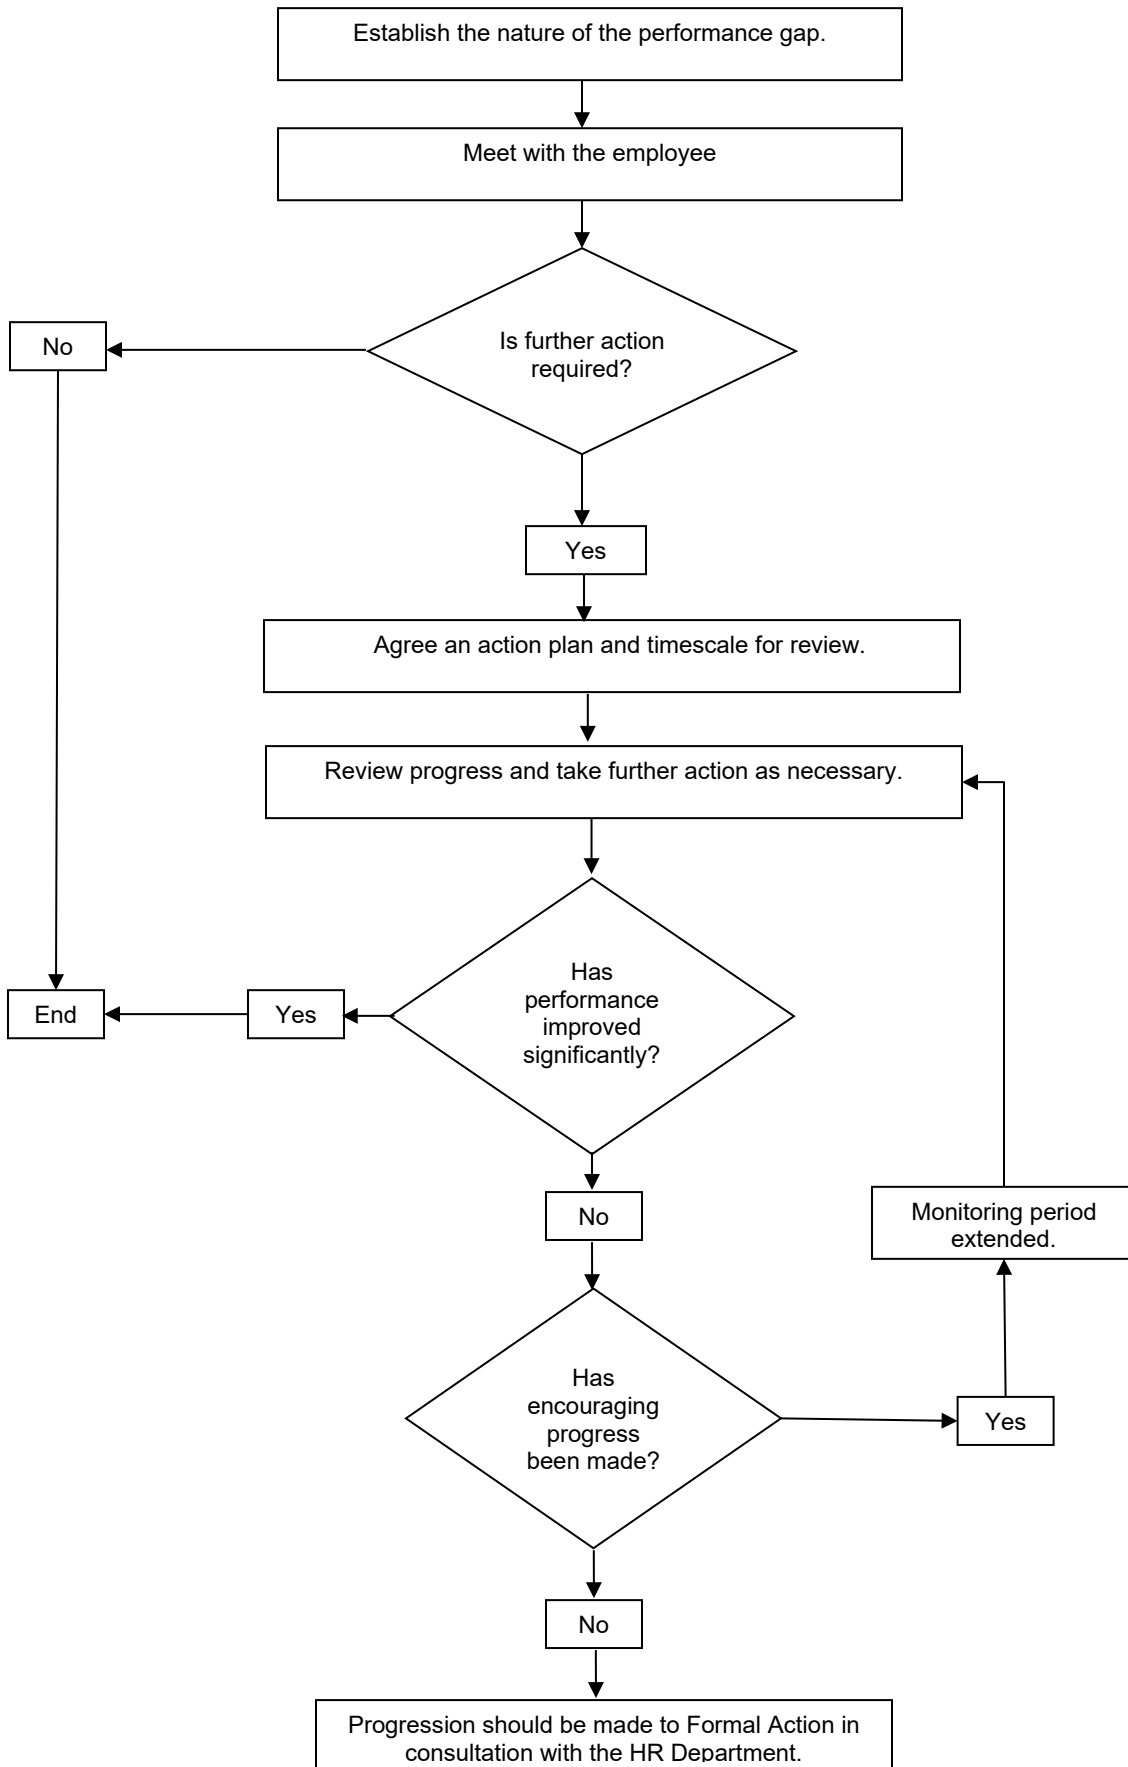 Establish the nature of the performance gap.
Meet with the employee
Is further action
required?
No
Yes
Agree an action plan and timescale for review.
Review progress and take further action as necessary.
Has
performance
improved
significantly?
Yes
End
No
Monitoring period
extended.
Has
encouraging
progress
been made?
Yes
No
Progression should be made to Formal Action in
consultation with the HR Department.